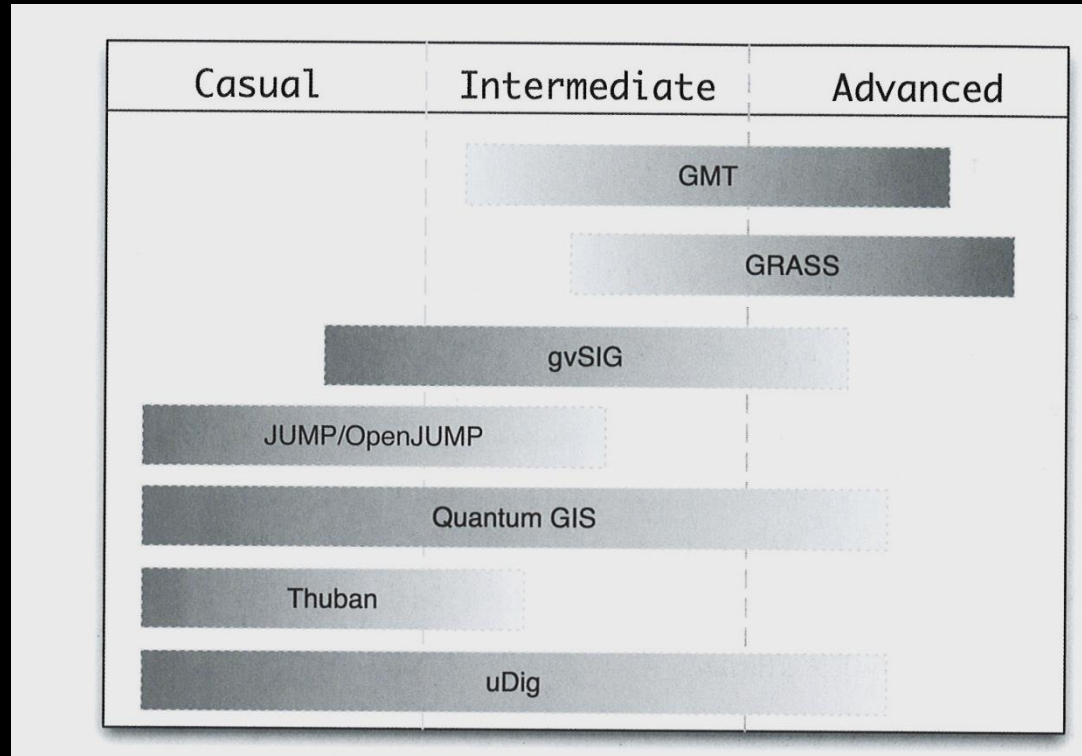 Casual Intermediate Advanced
GMT
GRASS
gvSIG
JUMP/OpenJUMP
Quantum GIS
Thuban
uDig